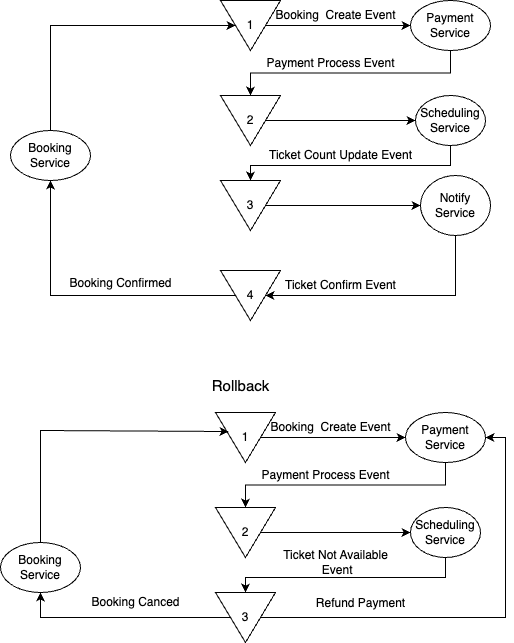 1
Booking Create Event
Payment
Service
Payment Process Event
2
Scheduling
Service
Booking
Service
Ticket Count Update Event
3
Notify
Service
Booking Confirmed
4
Ticket Confirm Event
Rollback
1
Booking Create Event
Payment
Service
Payment Process Event
2
Scheduling
Service
Ticket Not Available
Event
Booking
Service
Booking Canced
3
Refund Payment